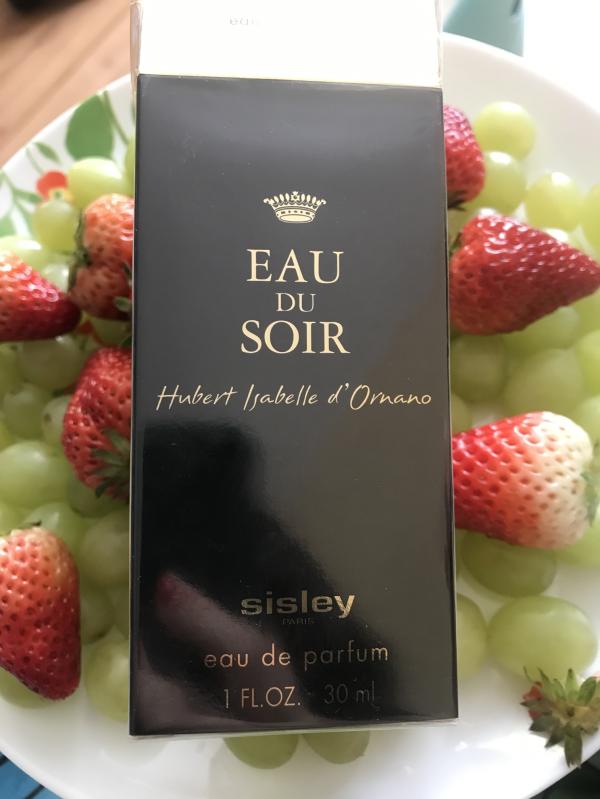 EAU
DU
SOIR
Hubert Isabelle d'Ornano
sisley
PARIS
eau de parfum
1 FL.OZ. 30 ml